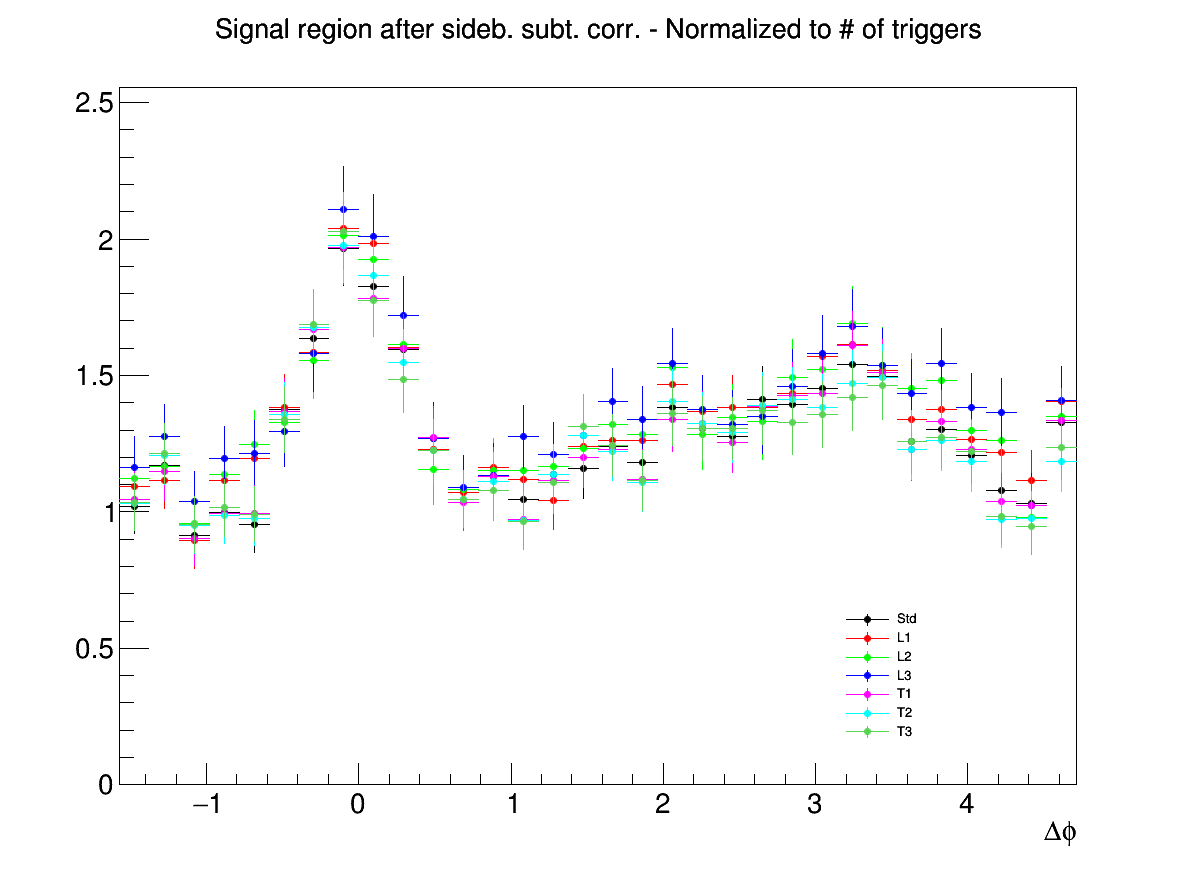 Signal region after sideb. subt. corr. - Normalized to # of triggers
2.5
2
1.5
1
0.5
0
−1 0 1 2 3 4
Δϕ
Std
L1
L2
L3
T1
T2
T3